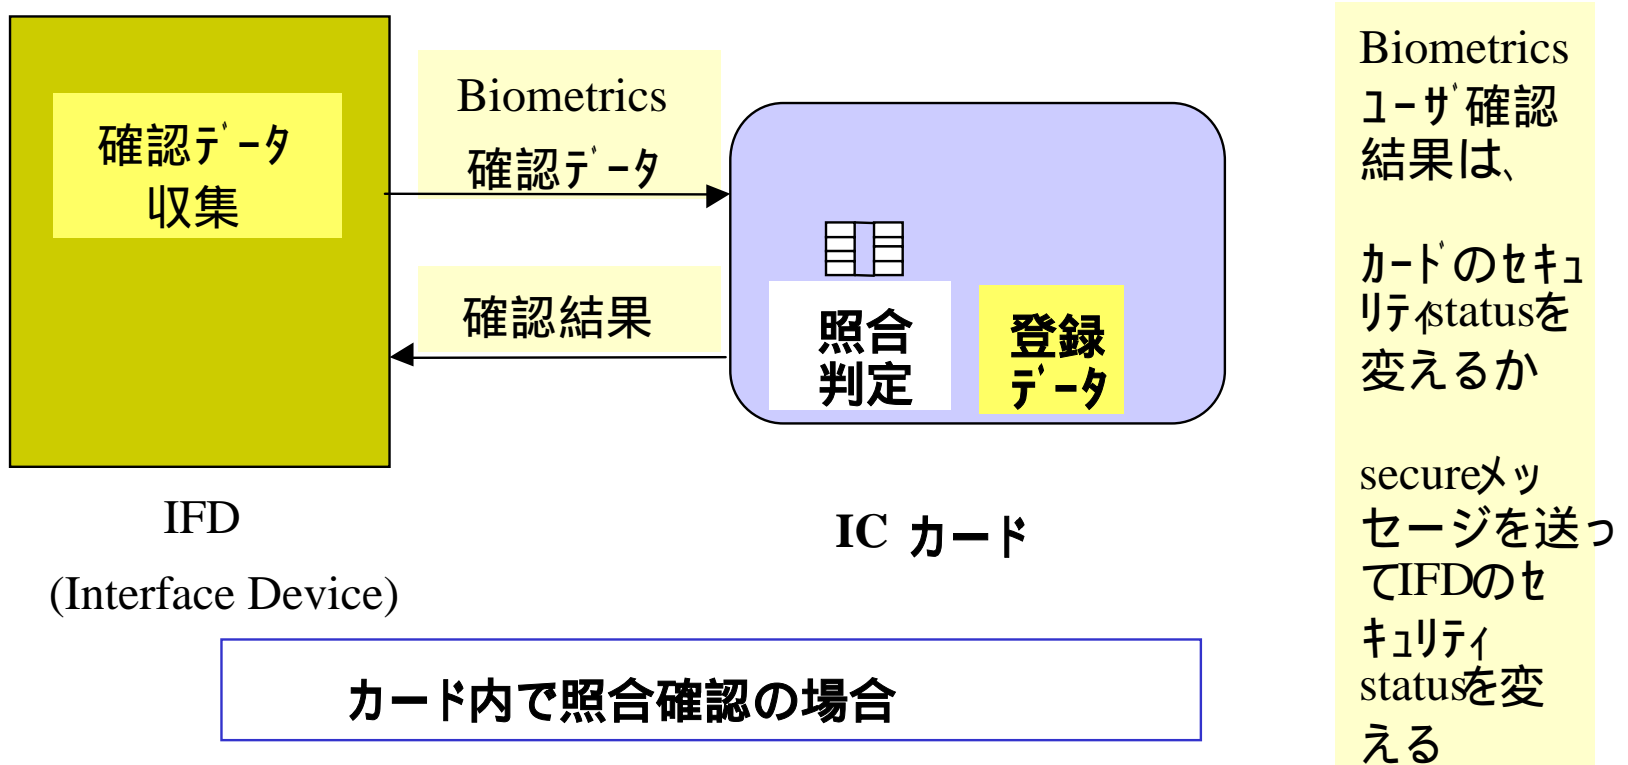 確認ﾃﾞｰﾀ
収集
Biometrics
確認ﾃﾞｰﾀ
確認結果
照合
判定
登録
ﾃﾞｰﾀ
IFD
(Interface Device)
IC カード
カード内で照合確認の場合
Biometrics
ﾕｰｻﾞ確認
結果は、
ｶｰﾄﾞのｾｷｭ
ﾘﾃｨstatusを
変えるか
secureメッ
セージを送っ
てIFDのｾ
ｷｭﾘﾃｨ
statusを変
える